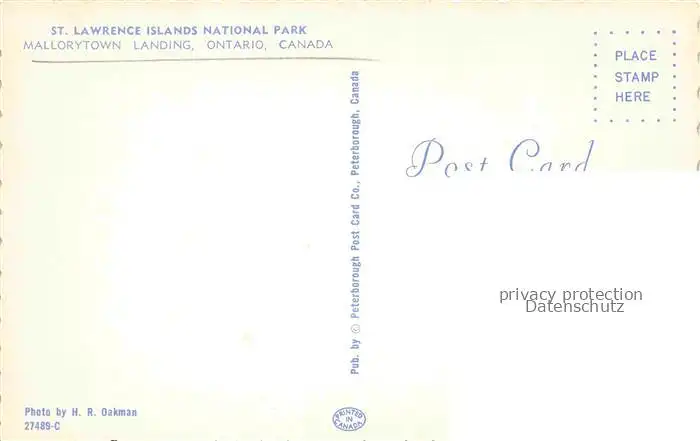 ST. LAWRENCE ISLANDS NATIONAL PARK
MALLORYTOWN LANDING, ONTARIO, CANADA
PLACE
STAMP
HERE
Post Card
Pub. by © Peterborough Post Card Co., Peterborough, Canada
privacy protection
Datenschutz
Photo by H. R. Oakman
27489-C
PRINTED
IN
CANADA